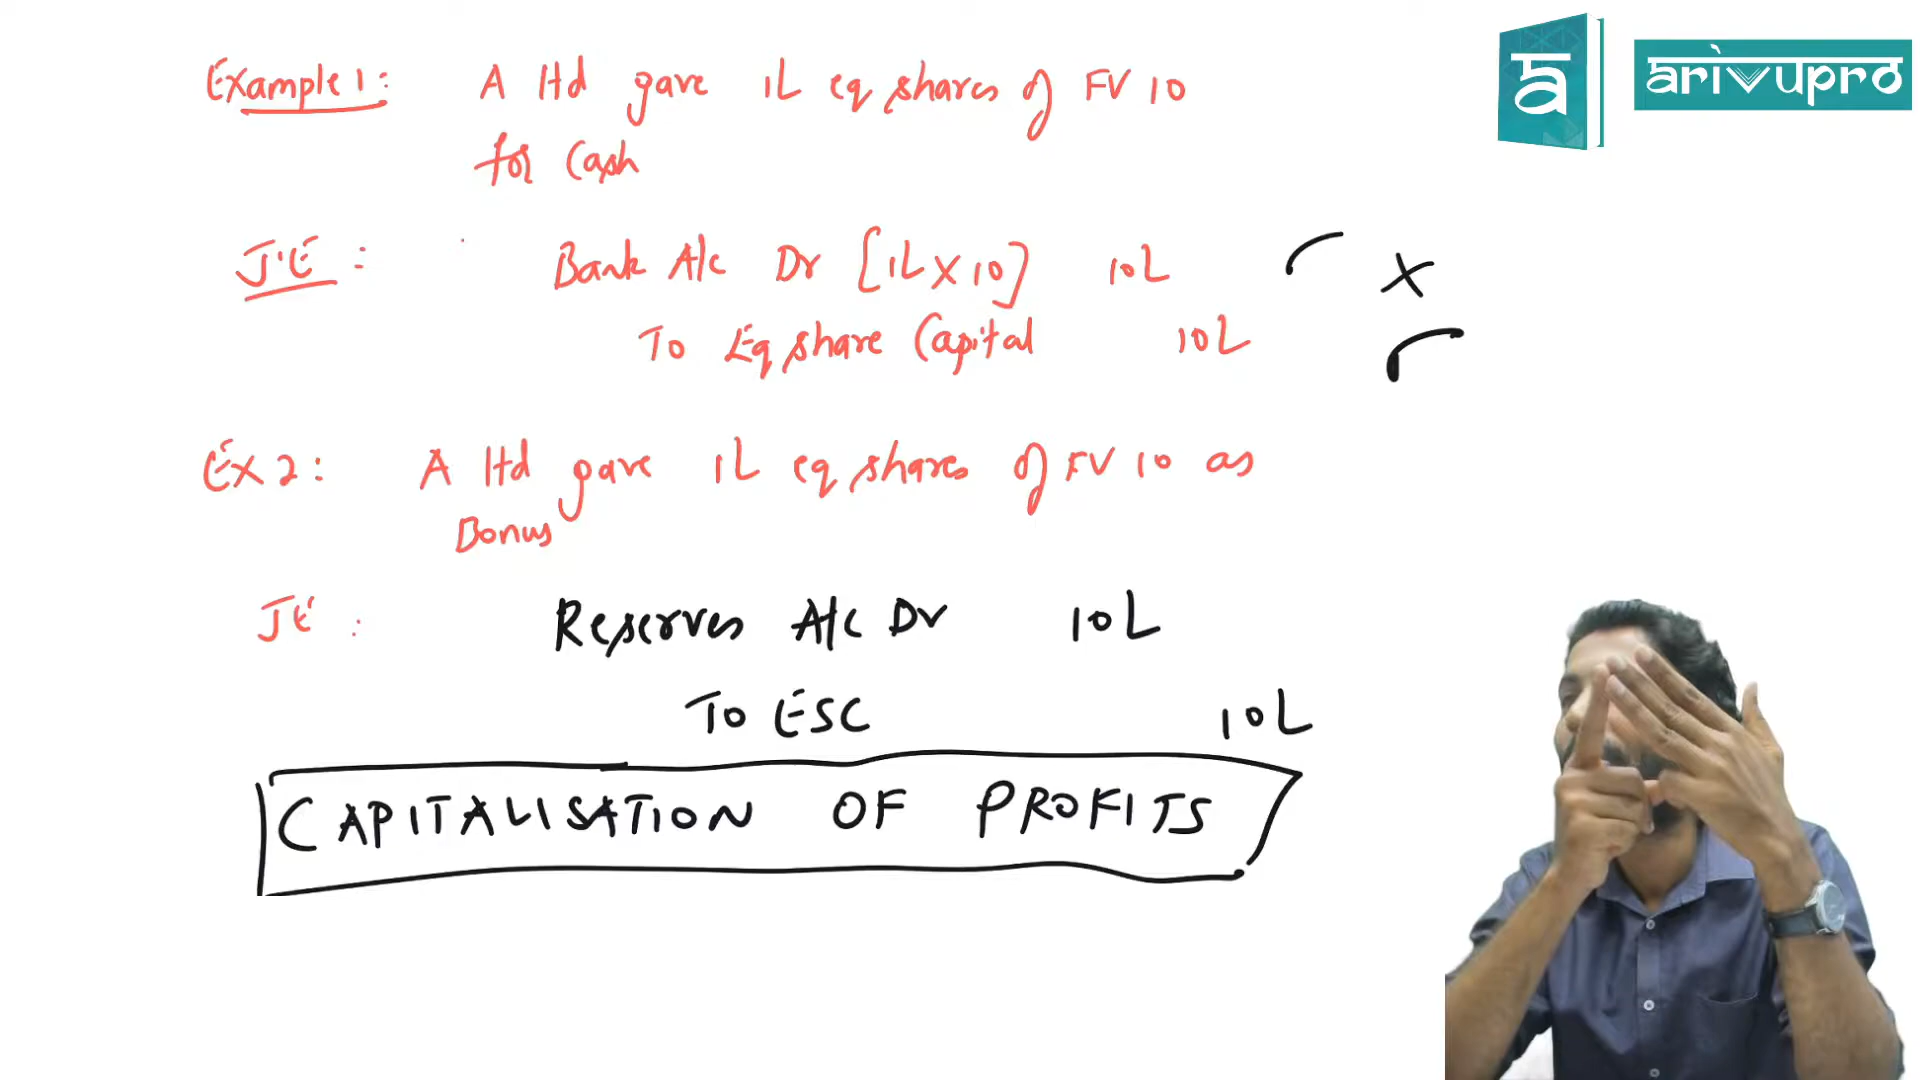 Example 1: A ltd gave 1L eq shares of FV 10
for Cash
JE: Bank A/c Dr [1L X 10] 10L
To Eq share Capital 10L
X
EX 2: A ltd gave 1L eq shares of FV 10 as
Bonus
JE: Reserves A/c Dr 10L
To ESC 10L
CAPITALISATION OF PROFITS
arivupro